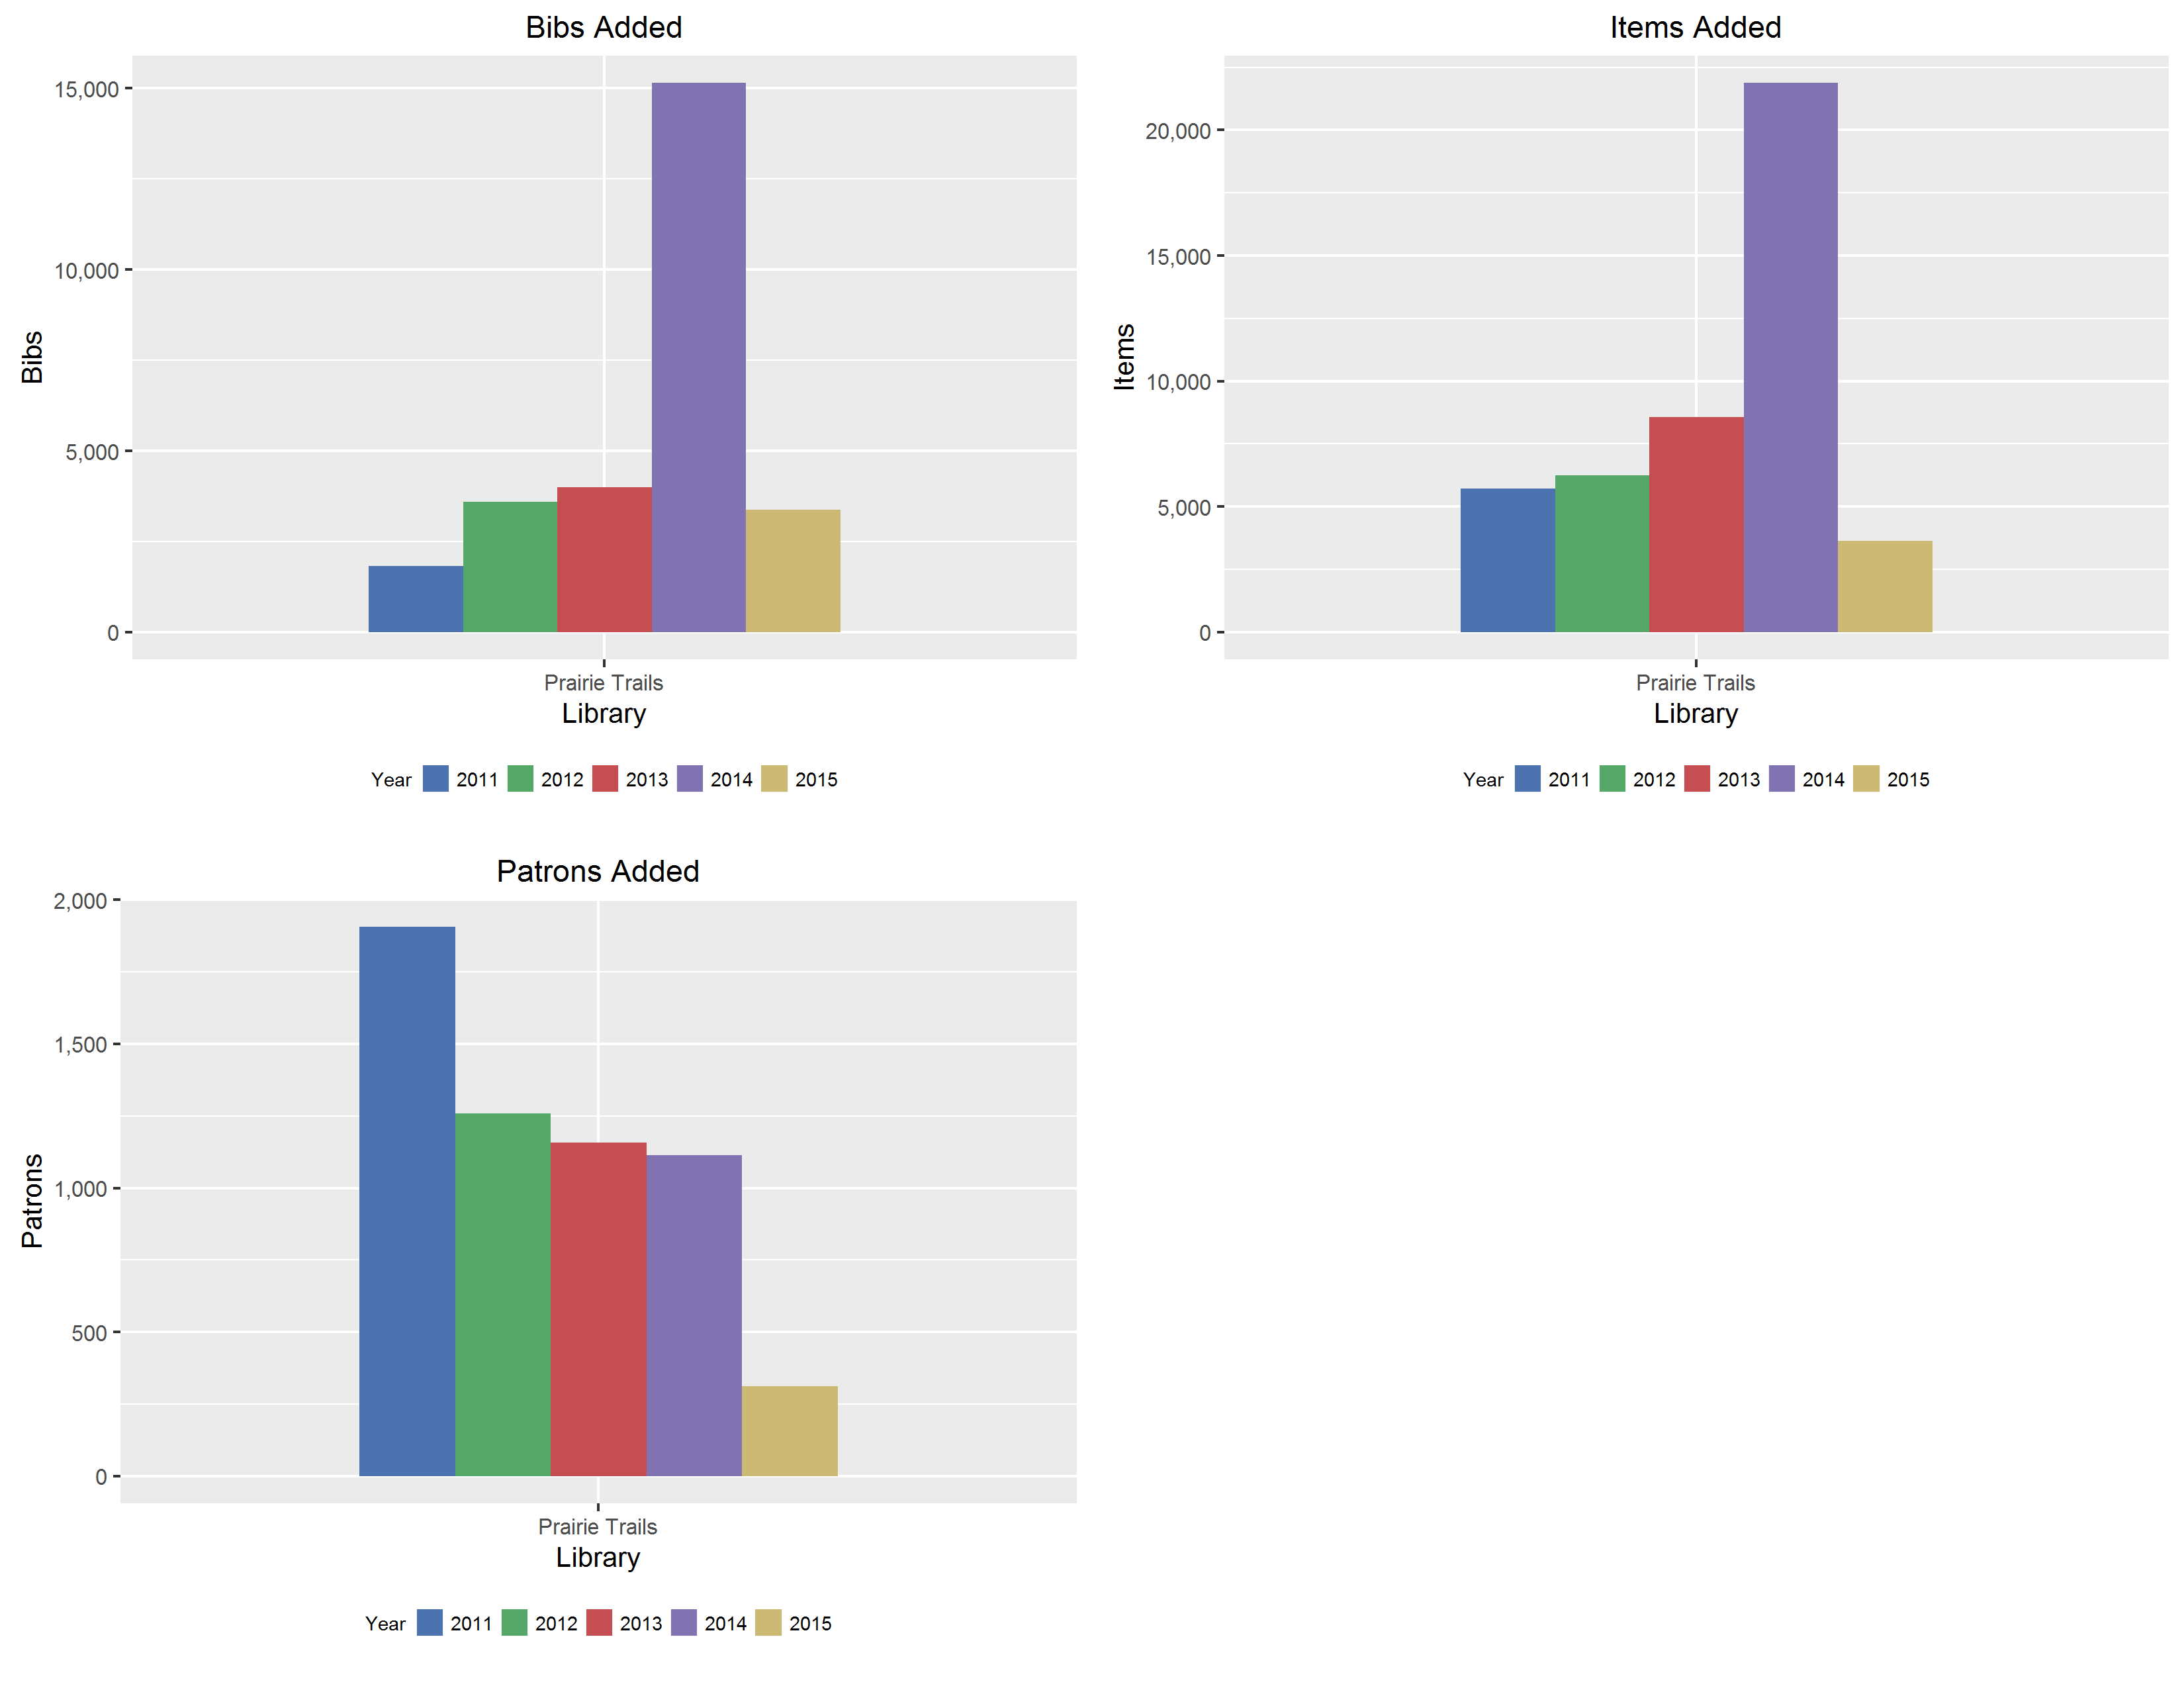 Bibs Added
15,000
10,000
5,000
0
Bibs
Prairie Trails
Library
Year 2011 2012 2013 2014 2015
Items Added
20,000
15,000
10,000
5,000
0
Items
Prairie Trails
Library
Year 2011 2012 2013 2014 2015
Patrons Added
2,000
1,500
1,000
500
0
Patrons
Prairie Trails
Library
Year 2011 2012 2013 2014 2015